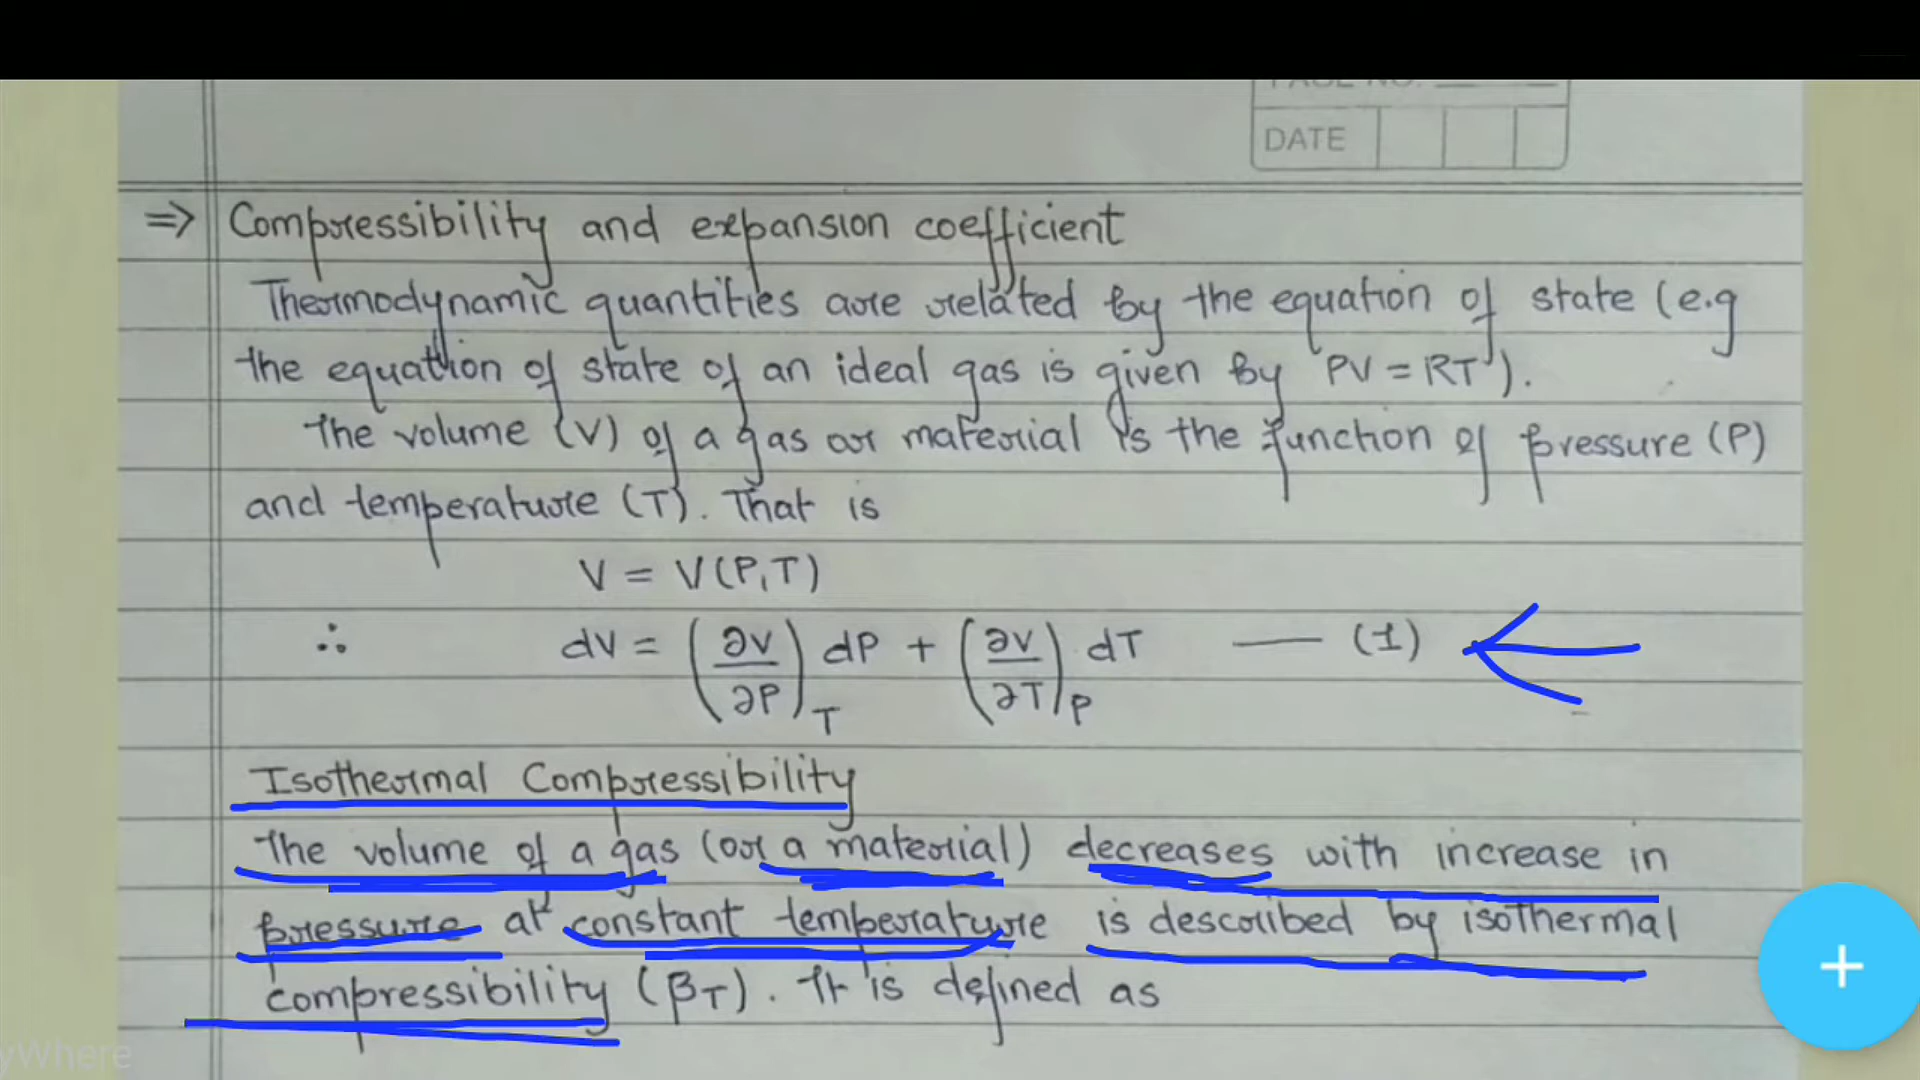 PAGE NO.
DATE
⇒ Compressibility and expansion coefficient
Thermodynamic quantities are related by the equation of state (e.g
the equation of state of an ideal gas is given by 'PV = RT').
The volume (V) of a gas or material is the function of pressure (P)
and temperature (T). That is
V = V(P,T)
∴ dV = (∂V/∂P)_T dP + (∂V/∂T)_P dT — (1)
Isothermal Compressibility
The volume of a gas (or a material) decreases with increase in
pressure at constant temperature is described by isothermal
compressibility (β_T). It is defined as
yWhere